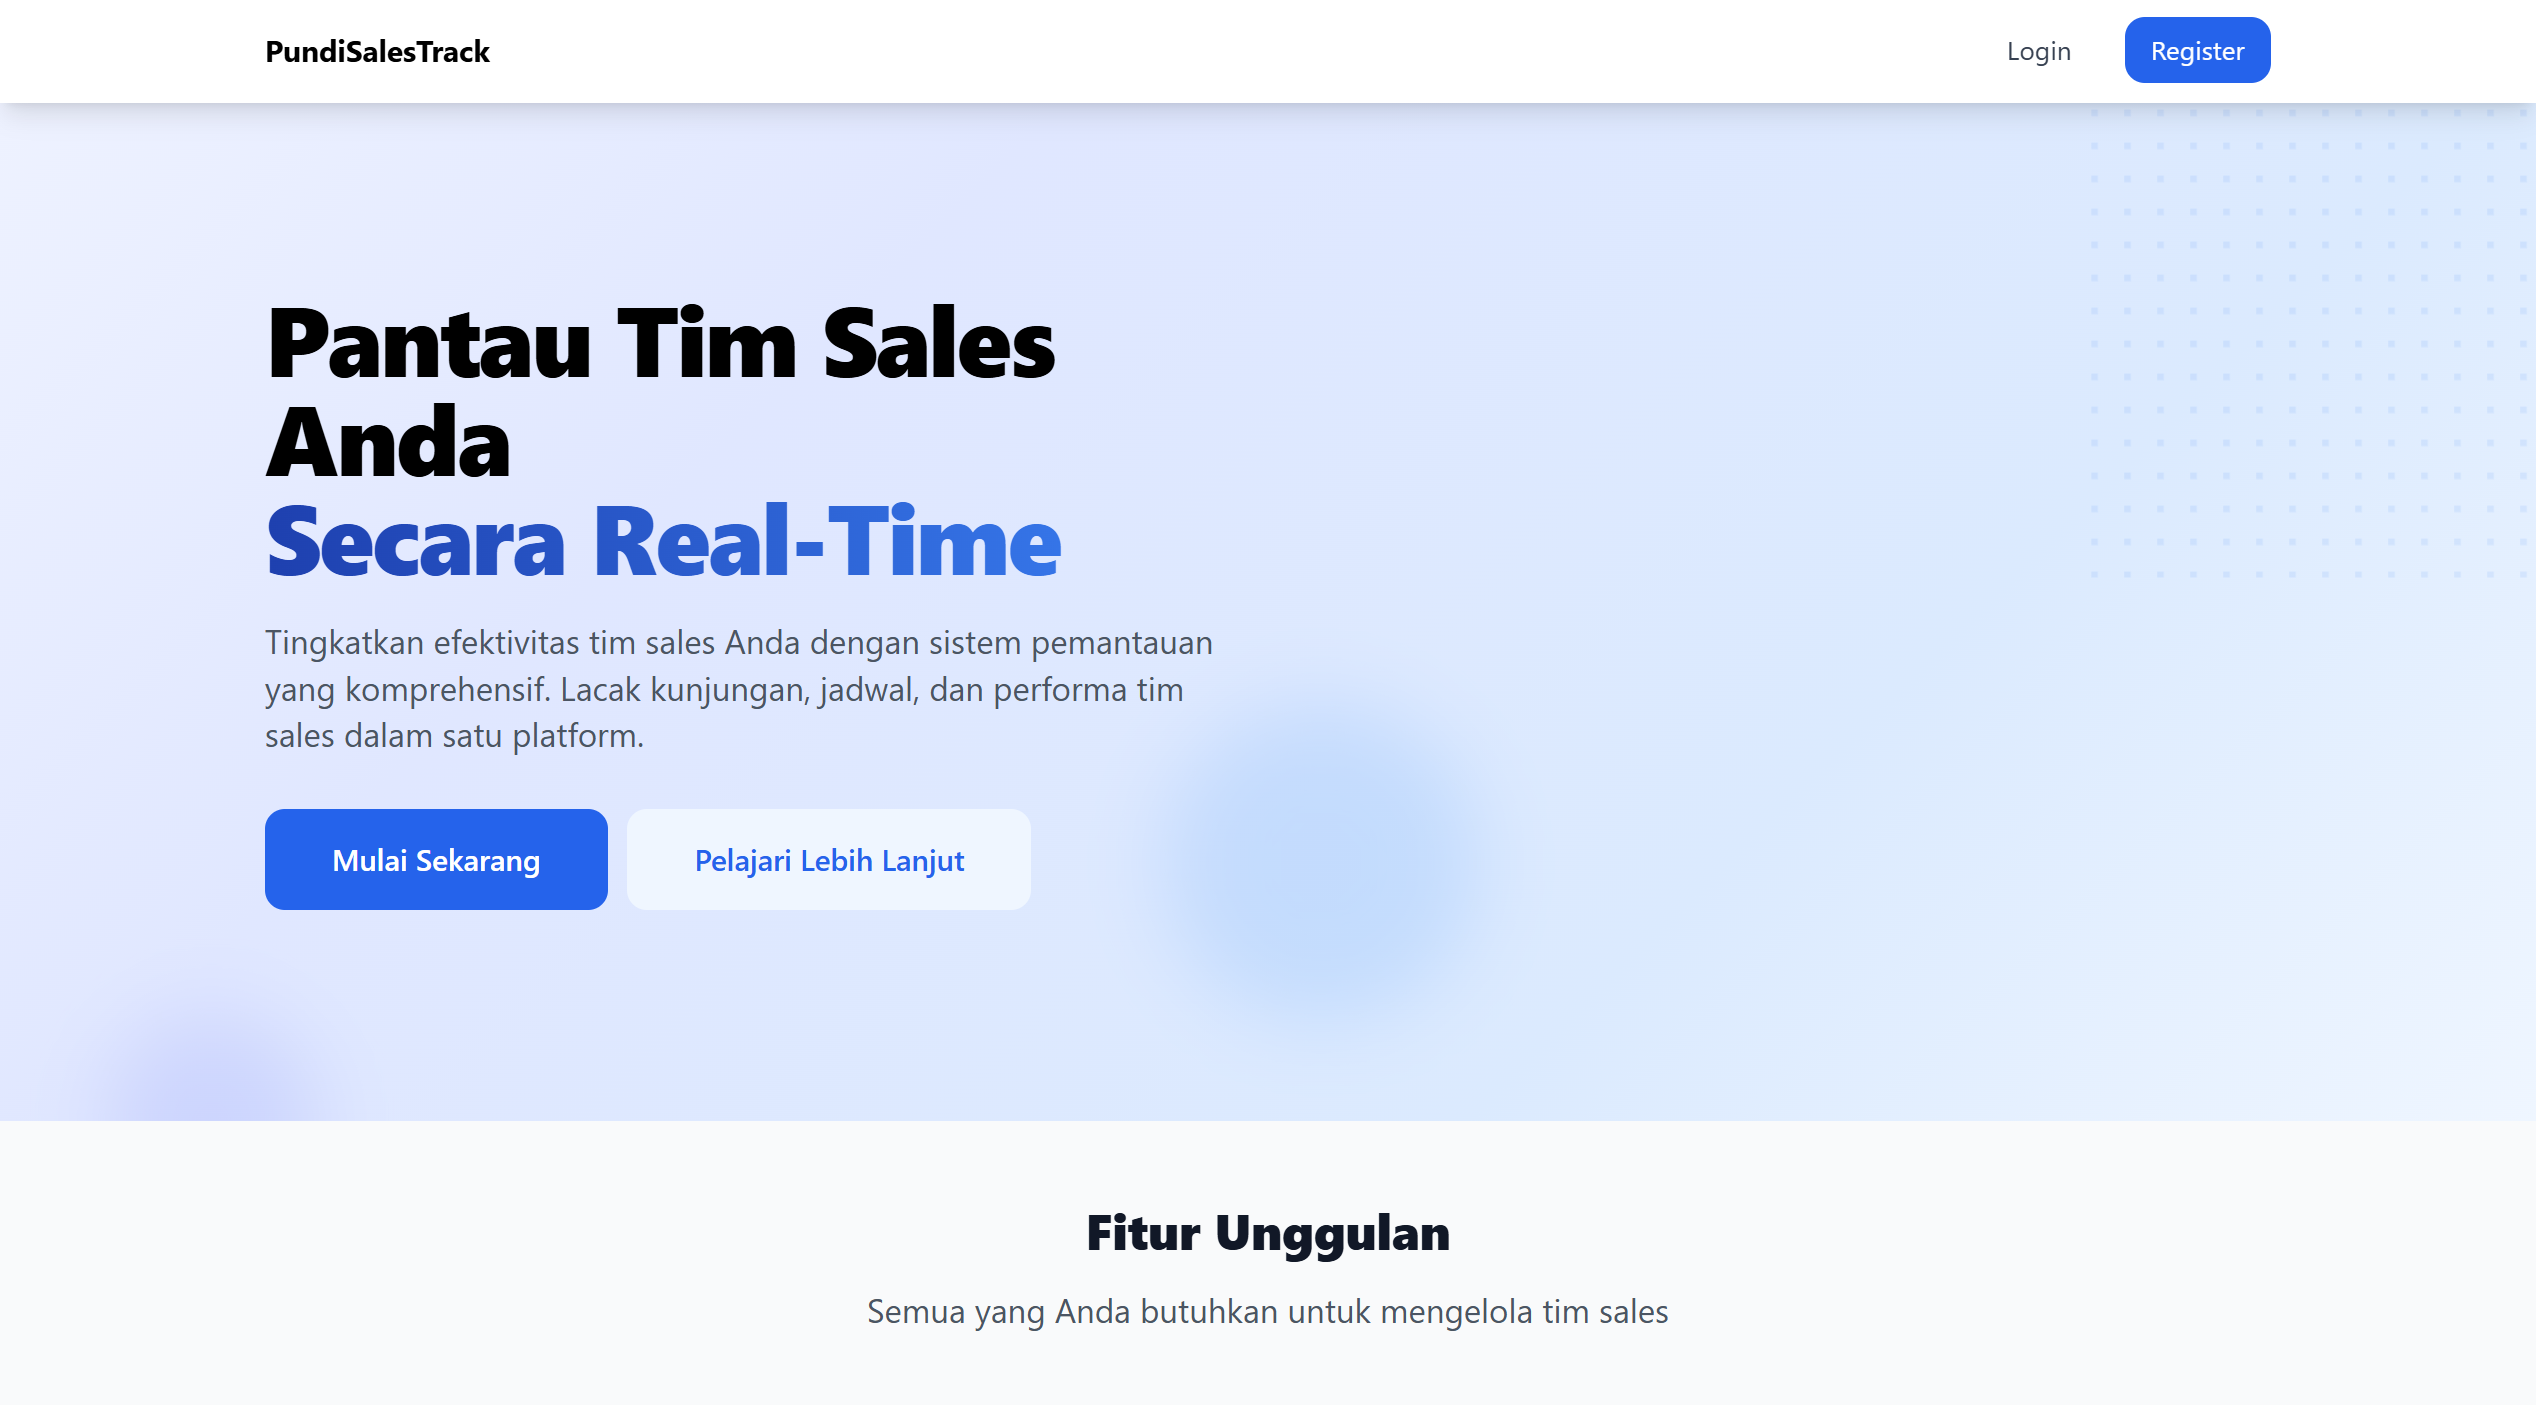 PundiSalesTrack
Login
Register
Pantau Tim Sales
Anda
Secara Real-Time
Tingkatkan efektivitas tim sales Anda dengan sistem pemantauan
yang komprehensif. Lacak kunjungan, jadwal, dan performa tim
sales dalam satu platform.
Mulai Sekarang
Pelajari Lebih Lanjut
Fitur Unggulan
Semua yang Anda butuhkan untuk mengelola tim sales